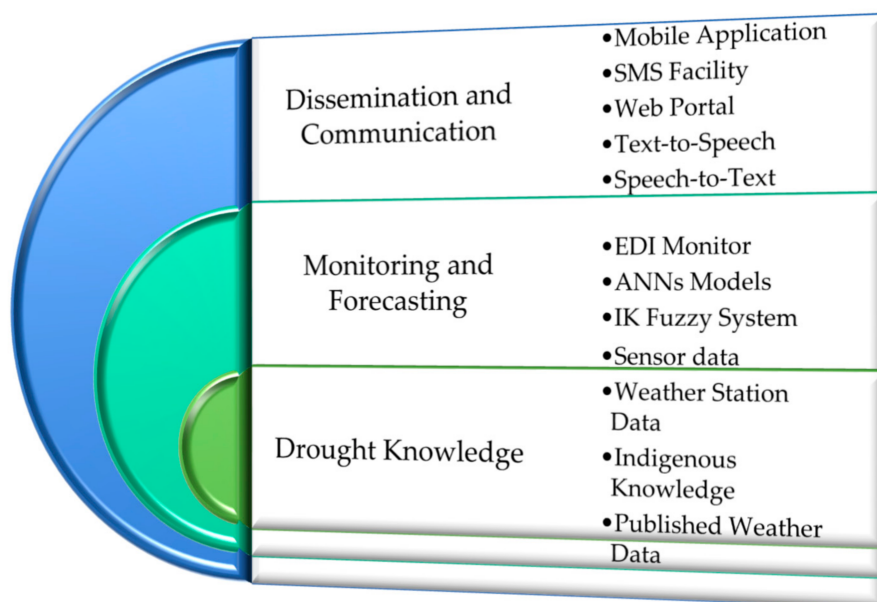 Dissemination and
Communication
•Mobile Application
•SMS Facility
•Web Portal
•Text-to-Speech
•Speech-to-Text
Monitoring and
Forecasting
•EDI Monitor
•ANNs Models
•IK Fuzzy System
•Sensor data
Drought Knowledge
•Weather Station
Data
•Indigenous
Knowledge
•Published Weather
Data